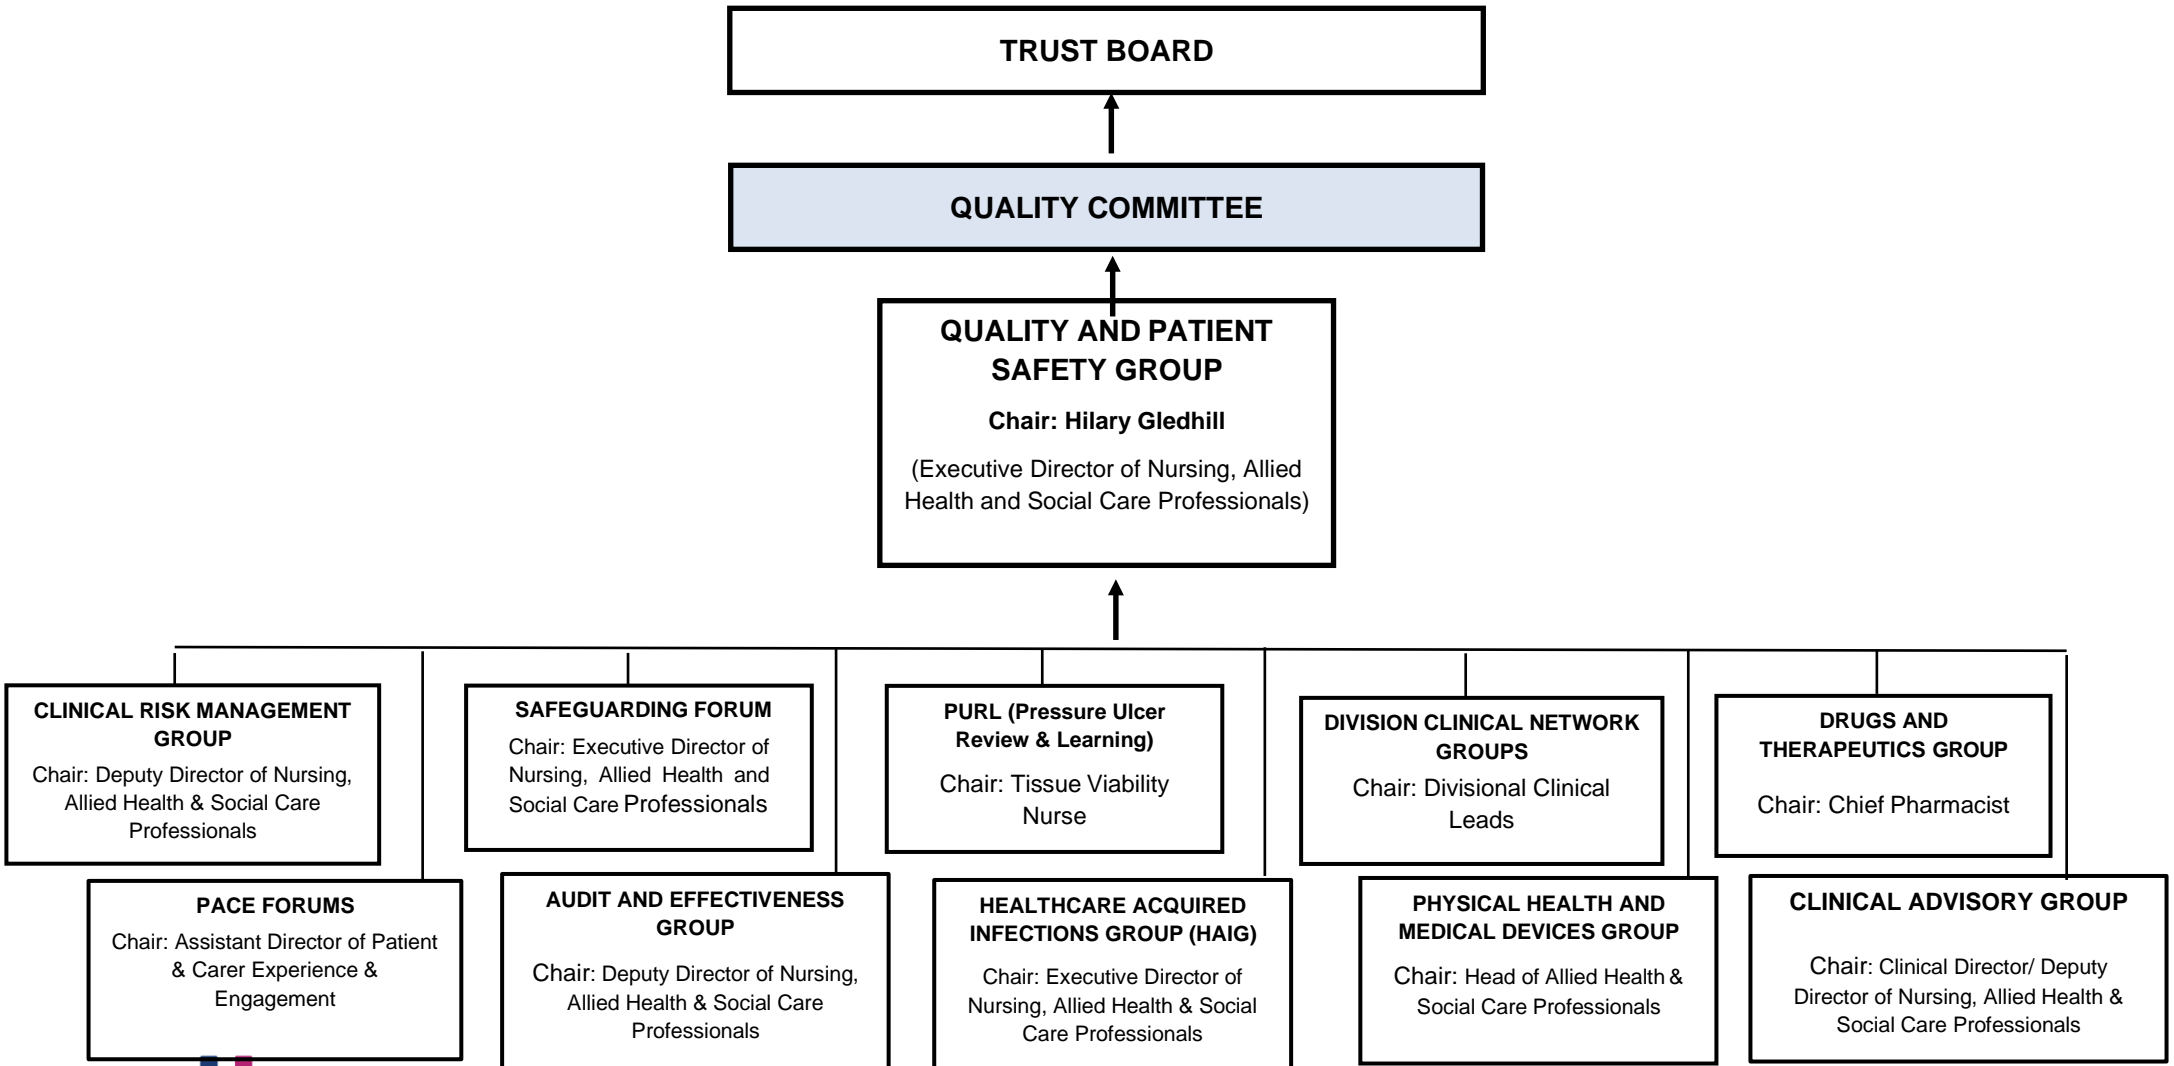 TRUST BOARD
QUALITY COMMITTEE
QUALITY AND PATIENT
SAFETY GROUP
Chair: Hilary Gledhill
(Executive Director of Nursing, Allied
Health and Social Care Professionals)
CLINICAL RISK MANAGEMENT
GROUP
Chair: Deputy Director of Nursing,
Allied Health & Social Care
Professionals
SAFEGUARDING FORUM
Chair: Executive Director of
Nursing, Allied Health and
Social Care Professionals
PURL (Pressure Ulcer
Review & Learning)
Chair: Tissue Viability
Nurse
DIVISION CLINICAL NETWORK
GROUPS
Chair: Divisional Clinical
Leads
DRUGS AND
THERAPEUTICS GROUP
Chair: Chief Pharmacist
PACE FORUMS
Chair: Assistant Director of Patient
& Carer Experience &
Engagement
AUDIT AND EFFECTIVENESS
GROUP
Chair: Deputy Director of Nursing,
Allied Health & Social Care
Professionals
HEALTHCARE ACQUIRED
INFECTIONS GROUP (HAIG)
Chair: Executive Director of
Nursing, Allied Health & Social
Care Professionals
PHYSICAL HEALTH AND
MEDICAL DEVICES GROUP
Chair: Head of Allied Health &
Social Care Professionals
CLINICAL ADVISORY GROUP
Chair: Clinical Director/ Deputy
Director of Nursing, Allied Health &
Social Care Professionals